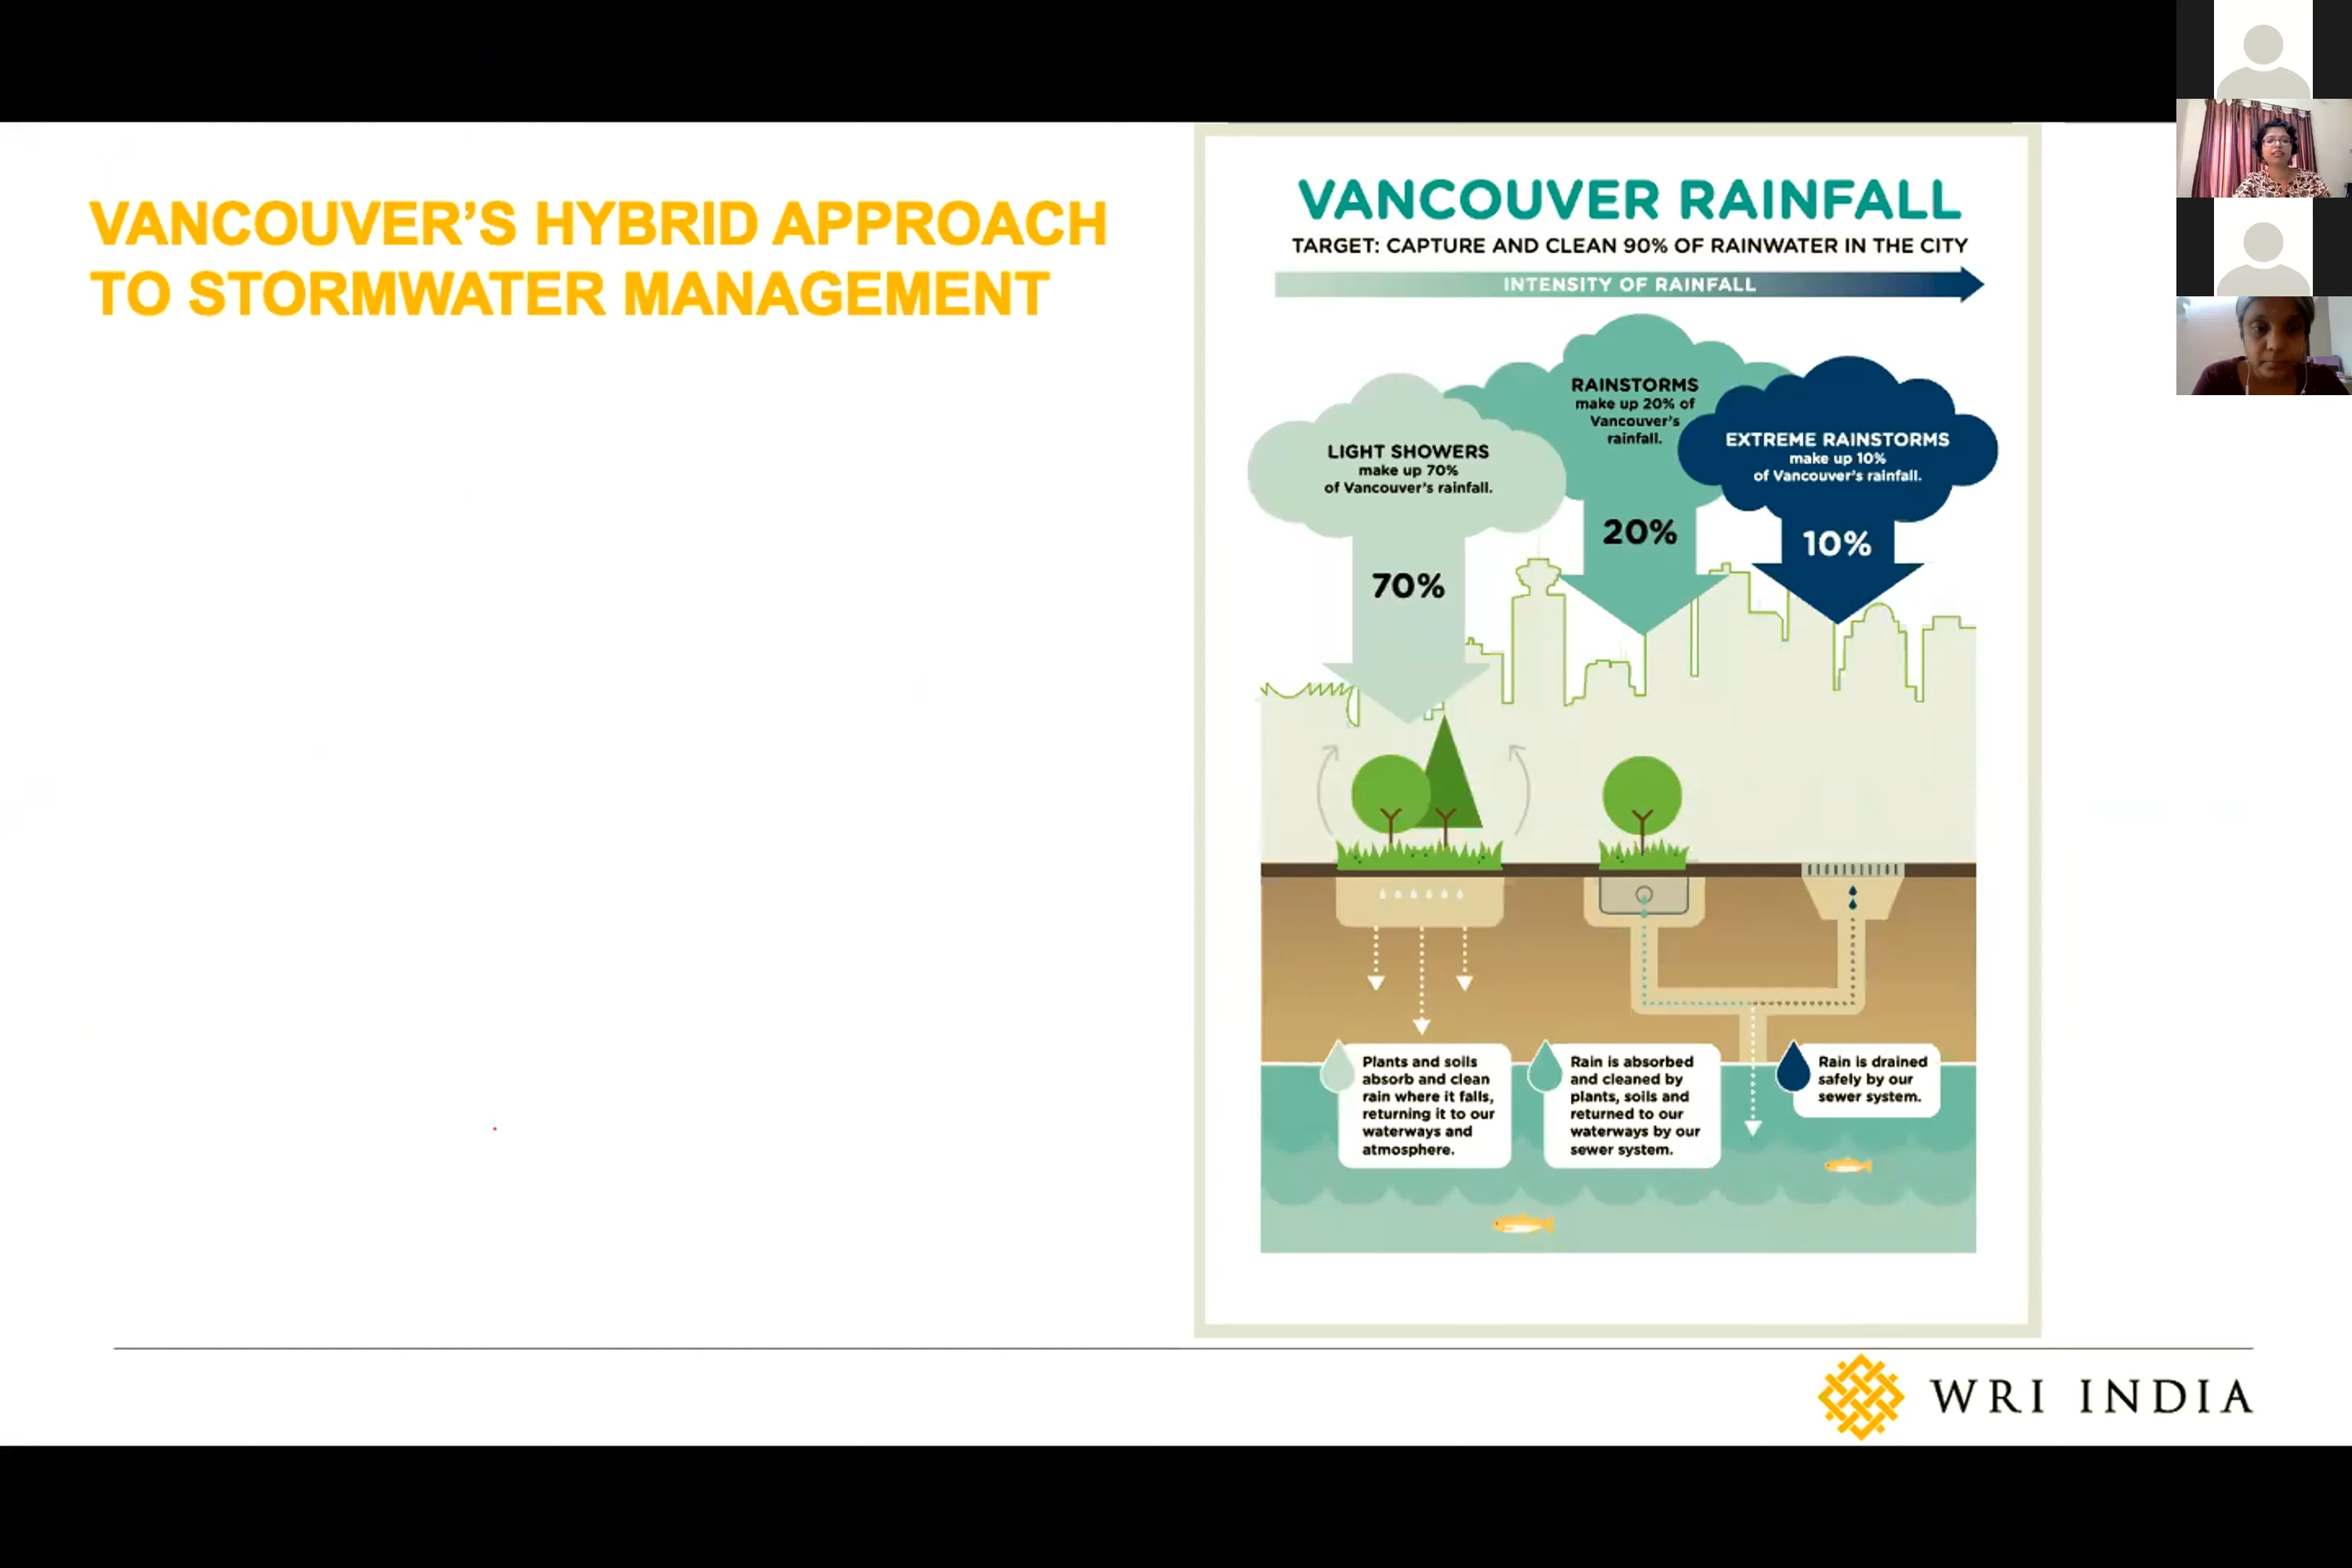 VANCOUVER'S HYBRID APPROACH
TO STORMWATER MANAGEMENT
VANCOUVER RAINFALL
TARGET: CAPTURE AND CLEAN 90% OF RAINWATER IN THE CITY
INTENSITY OF RAINFALL
LIGHT SHOWERS
make up 70%
of Vancouver's rainfall.
70%
RAINSTORMS
make up 20% of
Vancouver's
rainfall.
20%
EXTREME RAINSTORMS
make up 10%
of Vancouver's rainfall.
10%
Plants and soils
absorb and clean
rain where it falls,
returning it to our
waterways and
atmosphere.
Rain is absorbed
and cleaned by
plants, soils and
returned to our
waterways by our
sewer system.
Rain is drained
safely by our
sewer system.
WRI INDIA